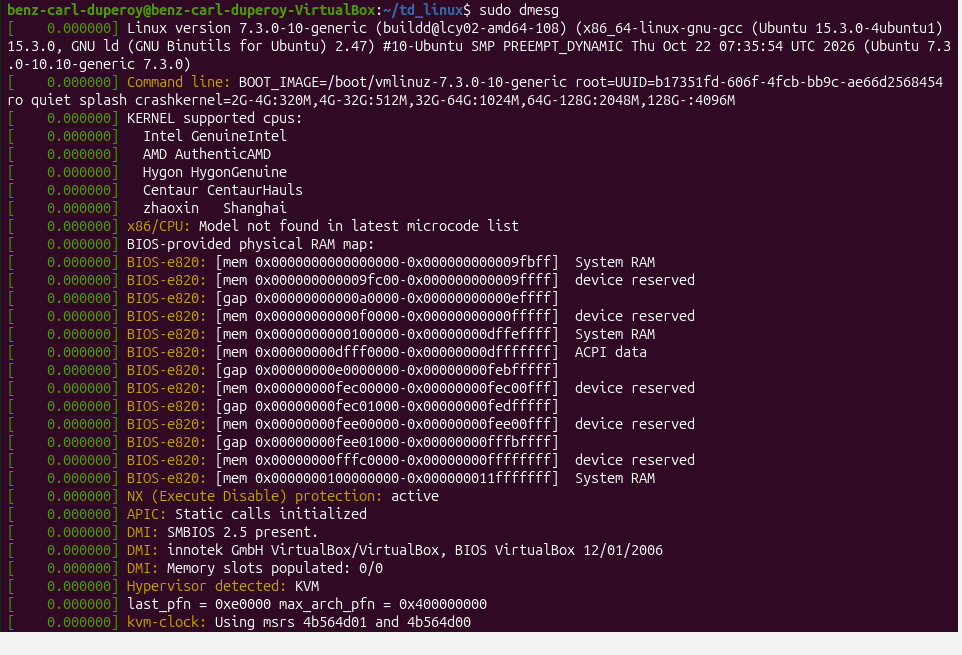 benz-carl-duperoy@benz-carl-duperoy-VirtualBox:~/td_linux$ sudo dmesg
[    0.000000] Linux version 7.3.0-10-generic (buildd@lcy02-amd64-108) (x86_64-linux-gnu-gcc (Ubuntu 15.3.0-4ubuntu1)
15.3.0, GNU ld (GNU Binutils for Ubuntu) 2.47) #10-Ubuntu SMP PREEMPT_DYNAMIC Thu Oct 22 07:35:54 UTC 2026 (Ubuntu 7.3
.0-10.10-generic 7.3.0)
[    0.000000] Command line: BOOT_IMAGE=/boot/vmlinuz-7.3.0-10-generic root=UUID=b17351fd-606f-4fcb-bb9c-ae66d2568454
ro quiet splash crashkernel=2G-4G:320M,4G-32G:512M,32G-64G:1024M,64G-128G:2048M,128G-:4096M
[    0.000000] KERNEL supported cpus:
[    0.000000]   Intel GenuineIntel
[    0.000000]   AMD AuthenticAMD
[    0.000000]   Hygon HygonGenuine
[    0.000000]   Centaur CentaurHauls
[    0.000000]   zhaoxin   Shanghai
[    0.000000] x86/CPU: Model not found in latest microcode list
[    0.000000] BIOS-provided physical RAM map:
[    0.000000] BIOS-e820: [mem 0x0000000000000000-0x000000000009fbff]  System RAM
[    0.000000] BIOS-e820: [mem 0x000000000009fc00-0x000000000009ffff]  device reserved
[    0.000000] BIOS-e820: [gap 0x00000000000a0000-0x00000000000effff]
[    0.000000] BIOS-e820: [mem 0x00000000000f0000-0x00000000000fffff]  device reserved
[    0.000000] BIOS-e820: [mem 0x0000000000100000-0x00000000dffeffff]  System RAM
[    0.000000] BIOS-e820: [mem 0x00000000dfff0000-0x00000000dfffffff]  ACPI data
[    0.000000] BIOS-e820: [gap 0x00000000e0000000-0x00000000febfffff]
[    0.000000] BIOS-e820: [mem 0x00000000fec00000-0x00000000fec00fff]  device reserved
[    0.000000] BIOS-e820: [gap 0x00000000fec01000-0x00000000fedfffff]
[    0.000000] BIOS-e820: [mem 0x00000000fee00000-0x00000000fee00fff]  device reserved
[    0.000000] BIOS-e820: [gap 0x00000000fee01000-0x00000000fffbffff]
[    0.000000] BIOS-e820: [mem 0x00000000fffc0000-0x00000000ffffffff]  device reserved
[    0.000000] BIOS-e820: [mem 0x0000000100000000-0x000000011fffffff]  System RAM
[    0.000000] NX (Execute Disable) protection: active
[    0.000000] APIC: Static calls initialized
[    0.000000] DMI: SMBIOS 2.5 present.
[    0.000000] DMI: innotek GmbH VirtualBox/VirtualBox, BIOS VirtualBox 12/01/2006
[    0.000000] DMI: Memory slots populated: 0/0
[    0.000000] Hypervisor detected: KVM
[    0.000000] last_pfn = 0xe0000 max_arch_pfn = 0x400000000
[    0.000000] kvm-clock: Using msrs 4b564d01 and 4b564d00